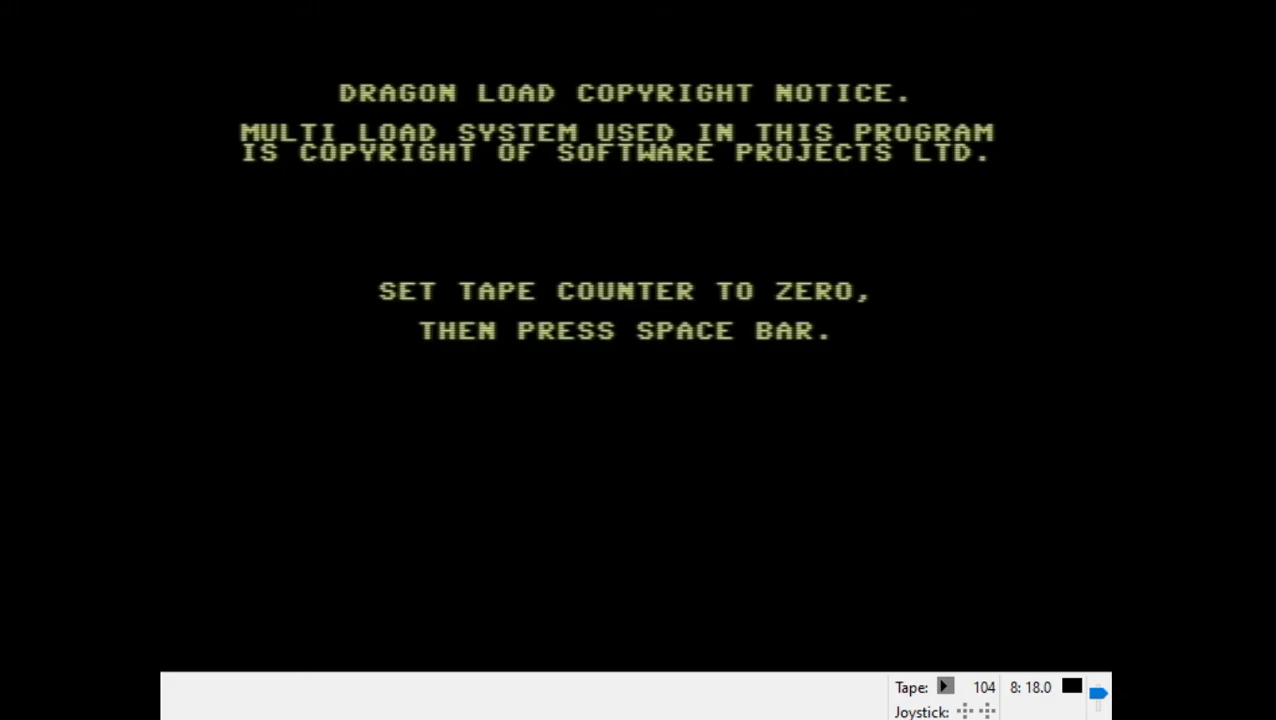 DRAGON LOAD COPYRIGHT NOTICE.
MULTI LOAD SYSTEM USED IN THIS PROGRAM
IS COPYRIGHT OF SOFTWARE PROJECTS LTD.
SET TAPE COUNTER TO ZERO,
THEN PRESS SPACE BAR.
Tape: 104 8: 18.0
Joystick: